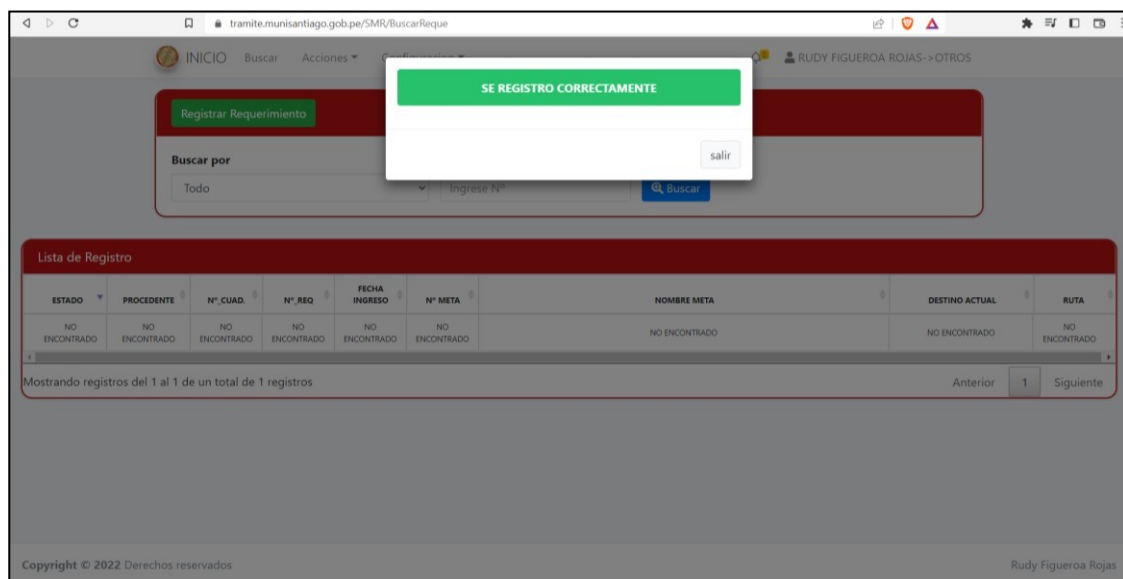 tramite.munisantiago.gob.pe/SMR/BuscarReque
INICIO Buscar Acciones RUDY FIGUEROA ROJAS->OTROS
SE REGISTRO CORRECTAMENTE
salir
Registrar Requerimiento
Buscar por
Todo Ingrese Nº Buscar
Lista de Registro
ESTADO PROCEDENTE Nº_CUAD. Nº_REQ FECHA INGRESO Nº META NOMBRE META DESTINO ACTUAL RUTA
NO ENCONTRADO NO ENCONTRADO NO ENCONTRADO NO ENCONTRADO NO ENCONTRADO NO ENCONTRADO NO ENCONTRADO NO ENCONTRADO NO ENCONTRADO
Mostrando registros del 1 al 1 de un total de 1 registros Anterior 1 Siguiente
Copyright © 2022 Derechos reservados Rudy Figueroa Rojas